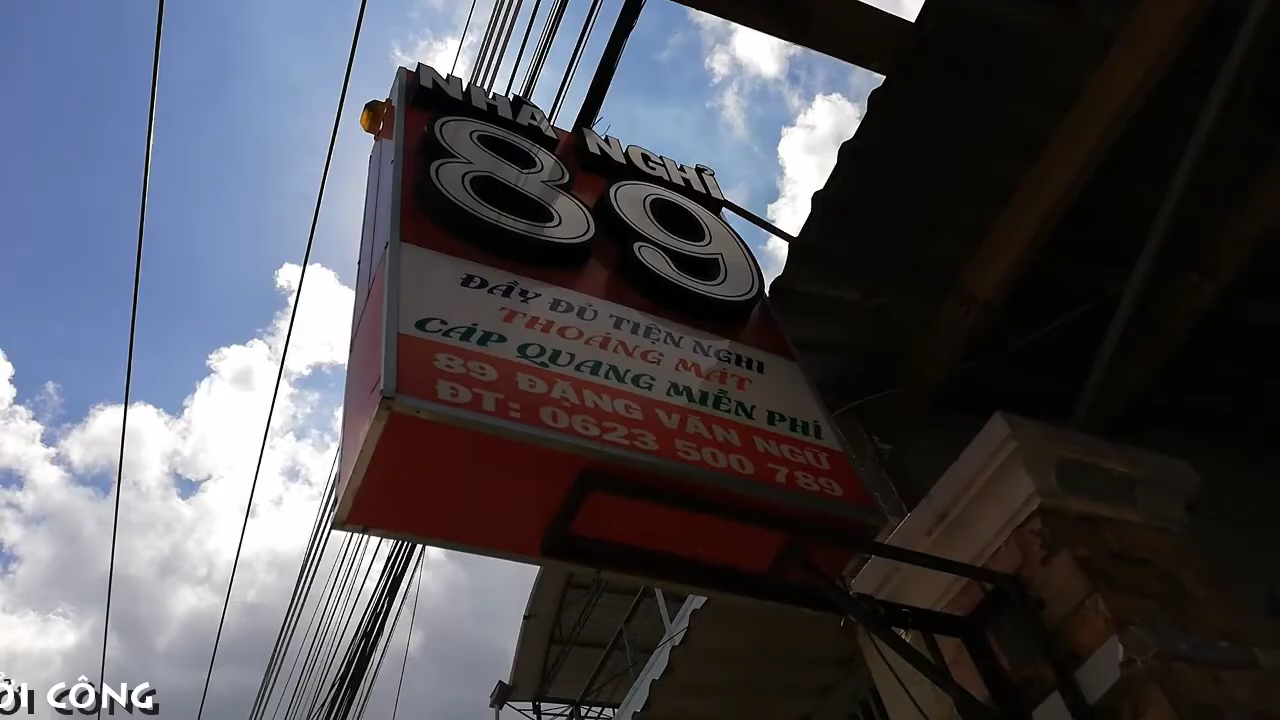 NHÀ NGHỈ
89
ĐẦY ĐỦ TIỆN NGHI
THOÁNG MÁT
CÁP QUANG MIỄN PHÍ
89 ĐẶNG VĂN NGỮ
ĐT: 0623 500 789
CÔNG